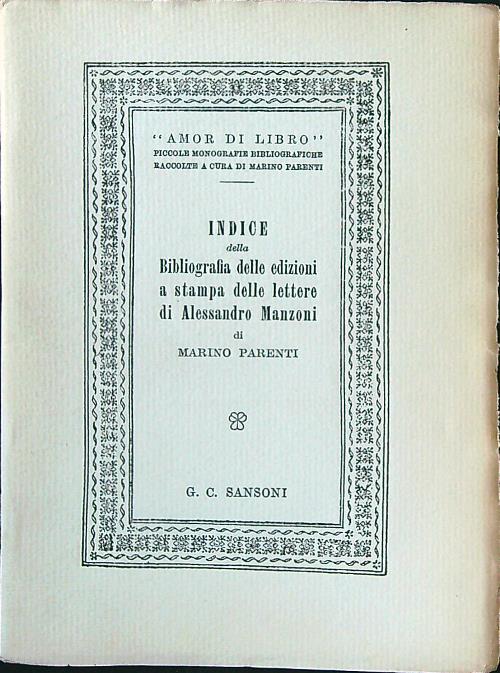 “AMOR DI LIBRO”
PICCOLE MONOGRAFIE BIBLIOGRAFICHE
RACCOLTE A CURA DI MARINO PARENTI
INDICE
della
Bibliografia delle edizioni
a stampa delle lettere
di Alessandro Manzoni
di
MARINO PARENTI
G. C. SANSONI